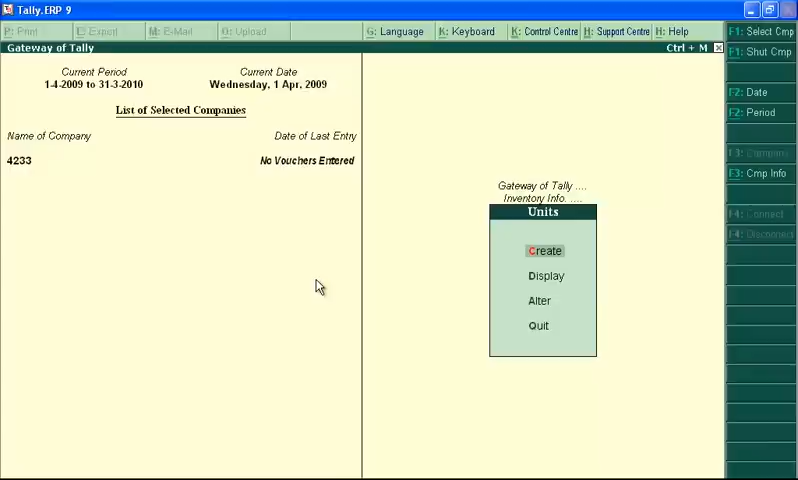 Tally.ERP 9
P: Print
E: Export
M: E-Mail
O: Upload
G: Language
K: Keyboard
K: Control Centre
H: Support Centre
H: Help
F1: Select Cmp
Gateway of Tally
Ctrl + M
F1: Shut Cmp
Current Period
Current Date
1-4-2009 to 31-3-2010
Wednesday, 1 Apr, 2009
F2: Date
List of Selected Companies
F2: Period
Name of Company
Date of Last Entry
4233
No Vouchers Entered
F3: Company
F3: Cmp Info
Gateway of Tally ....
Inventory Info. ....
Units
F4: Connect
F4: Disconnect
Create
Display
Alter
Quit